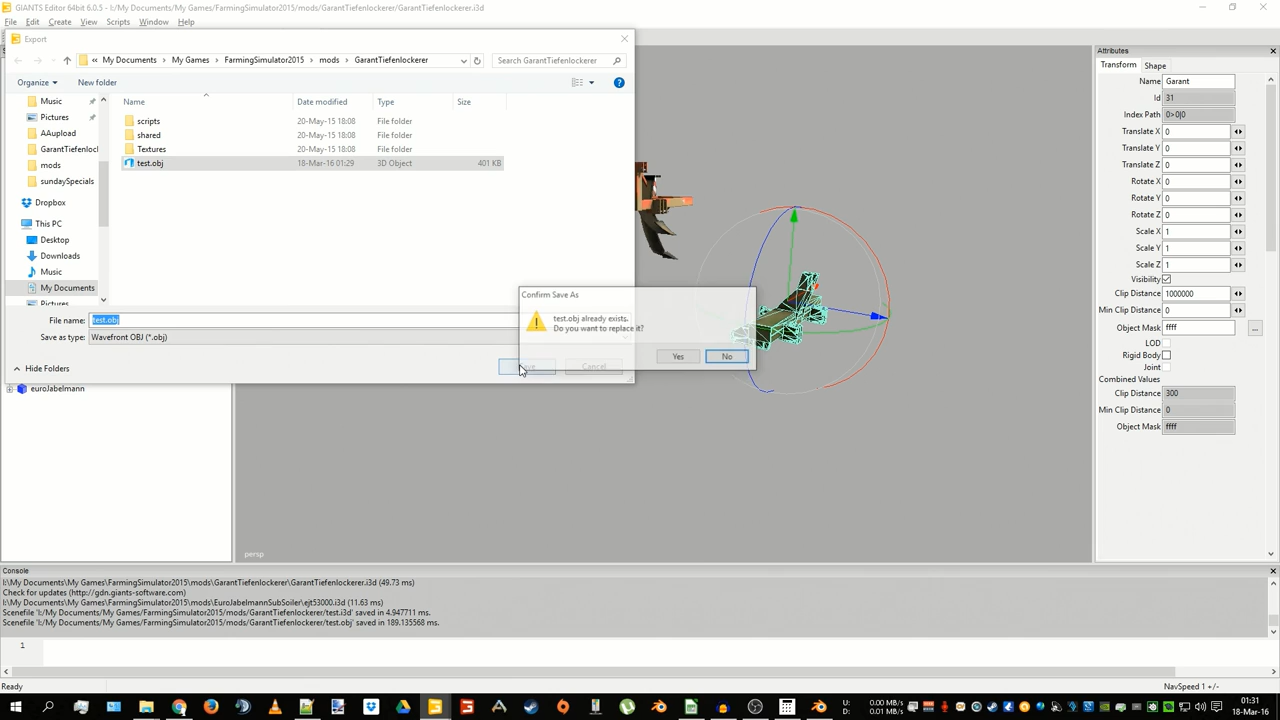 GIANTS Editor 64bit 6.0.5 - I:/My Documents/My Games/FarmingSimulator2015/mods/GarantTiefenlockerer/GarantTiefenlockerer.i3d
File Edit Create View Scripts Window Help
Export
« My Documents > My Games > FarmingSimulator2015 > mods > GarantTiefenlockerer
Search GarantTiefenlockerer
Organize New folder
Name Date modified Type Size
Music
Pictures
AAupload
GarantTiefenlocl
mods
sundaySpecials
Dropbox
This PC
Desktop
Downloads
Music
My Documents
Pictures
scripts 20-May-15 18:08 File folder
shared 20-May-15 18:08 File folder
Textures 20-May-15 18:08 File folder
test.obj 18-Mar-16 01:29 3D Object 401 KB
File name: test.obj
Save as type: Wavefront OBJ (*.obj)
Hide Folders
Cancel
Confirm Save As
test.obj already exists.
Do you want to replace it?
Yes No
euroJabelmann
persp
Attributes
Transform Shape
Name Garant
Id 31
Index Path 0>0|0
Translate X 0
Translate Y 0
Translate Z 0
Rotate X 0
Rotate Y 0
Rotate Z 0
Scale X 1
Scale Y 1
Scale Z 1
Visibility
Clip Distance 1000000
Min Clip Distance 0
Object Mask ffff ...
LOD
Rigid Body
Joint
Combined Values
Clip Distance 300
Min Clip Distance 0
Object Mask ffff
Console
I:\My Documents\My Games\FarmingSimulator2015\mods\GarantTiefenlockerer\GarantTiefenlockerer.i3d (49.73 ms)
Check for updates (http://gdn.giants-software.com)
I:\My Documents\My Games\FarmingSimulator2015\mods\EuroJabelmannSubSoiler\ejt53000.i3d (11.63 ms)
Scenefile 'I:/My Documents/My Games/FarmingSimulator2015/mods/GarantTiefenlockerer/test.i3d' saved in 4.947711 ms.
Scenefile 'I:/My Documents/My Games/FarmingSimulator2015/mods/GarantTiefenlockerer/test.obj' saved in 189.135568 ms.
1
Ready
NavSpeed 1 +/-
U: 0.00 MB/s
D: 0.01 MB/s
01:31
18-Mar-16